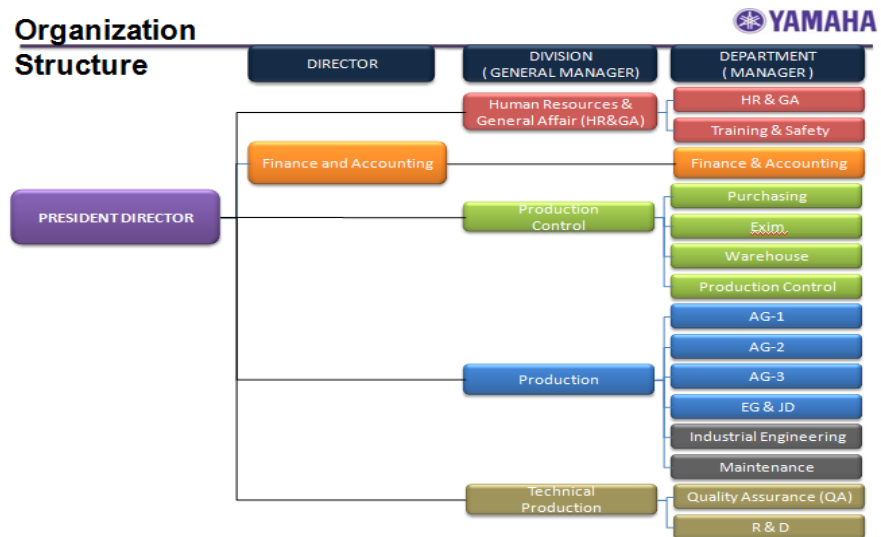 Organization
Structure
YAMAHA
DIRECTOR
DIVISION
( GENERAL MANAGER)
DEPARTMENT
( MANAGER )
Human Resources &
General Affair (HR&GA)
HR & GA
Training & Safety
Finance and Accounting
Finance & Accounting
PRESIDENT DIRECTOR
Production
Control
Purchasing
Exim.
Warehouse
Production Control
Production
AG-1
AG-2
AG-3
EG & JD
Industrial Engineering
Maintenance
Technical
Production
Quality Assurance (QA)
R & D